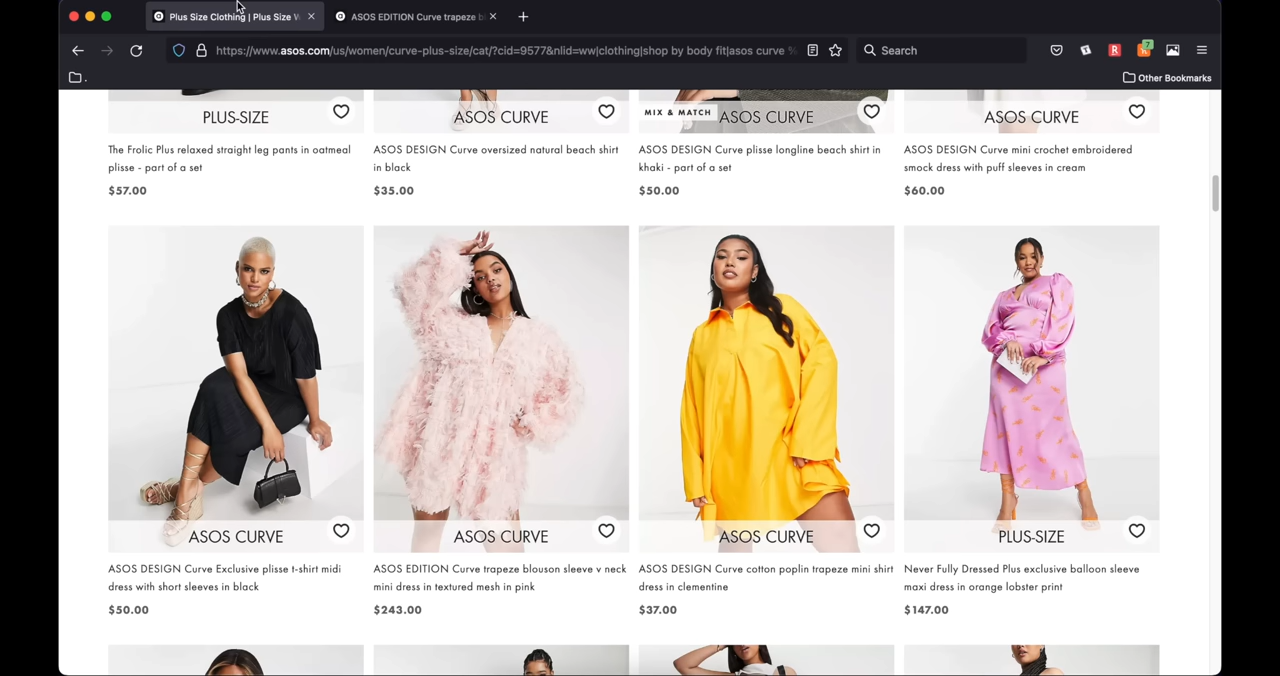 Plus Size Clothing | Plus Size W
ASOS EDITION Curve trapeze b
https://www.asos.com/us/women/curve-plus-size/cat/?cid=9577&nlid=ww|clothing|shop by body fit|asos curve %
Search
7
.
Other Bookmarks
PLUS-SIZE
ASOS CURVE
MIX & MATCH
ASOS CURVE
ASOS CURVE
The Frolic Plus relaxed straight leg pants in oatmeal
plisse - part of a set
$57.00
ASOS DESIGN Curve oversized natural beach shirt
in black
$35.00
ASOS DESIGN Curve plisse longline beach shirt in
khaki - part of a set
$50.00
ASOS DESIGN Curve mini crochet embroidered
smock dress with puff sleeves in cream
$60.00
ASOS CURVE
ASOS CURVE
ASOS CURVE
PLUS-SIZE
ASOS DESIGN Curve Exclusive plisse t-shirt midi
dress with short sleeves in black
$50.00
ASOS EDITION Curve trapeze blouson sleeve v neck
mini dress in textured mesh in pink
$243.00
ASOS DESIGN Curve cotton poplin trapeze mini shirt
dress in clementine
$37.00
Never Fully Dressed Plus exclusive balloon sleeve
maxi dress in orange lobster print
$147.00